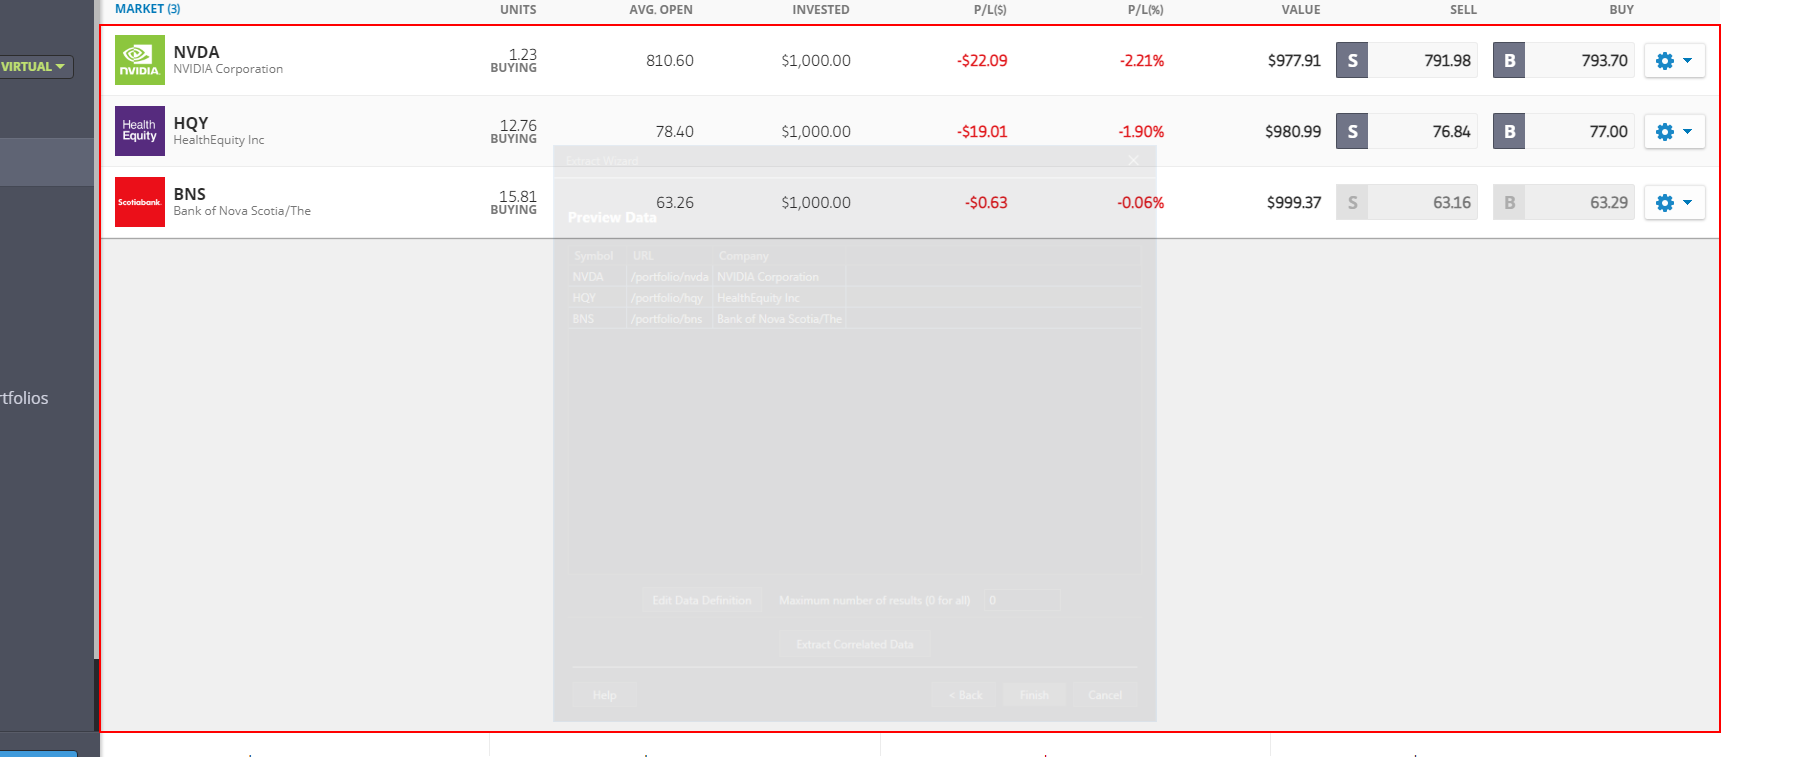 MARKET (3) UNITS AVG. OPEN INVESTED P/L($) P/L(%) VALUE SELL BUY
NVIDIA.
NVDA
NVIDIA Corporation
1.23
BUYING
810.60 $1,000.00 -$22.09 -2.21% $977.91 S 791.98 B 793.70
VIRTUAL
Health
Equity
HQY
HealthEquity Inc
12.76
BUYING
78.40 $1,000.00 -$19.01 -1.90% $980.99 S 76.84 B 77.00
Extract Wizard
Scotiabank
BNS
Bank of Nova Scotia/The
15.81
BUYING
63.26 $1,000.00 -$0.63 -0.06% $999.37 S 63.16 B 63.29
Preview Data
Symbol URL Company
NVDA /portfolio/nvda NVIDIA Corporation
HQY /portfolio/hqy HealthEquity Inc
BNS /portfolio/bns Bank of Nova Scotia/The
rtfolios
Edit Data Definition Maximum number of results (0 for all) 0
Extract Correlated Data
Help < Back Finish Cancel